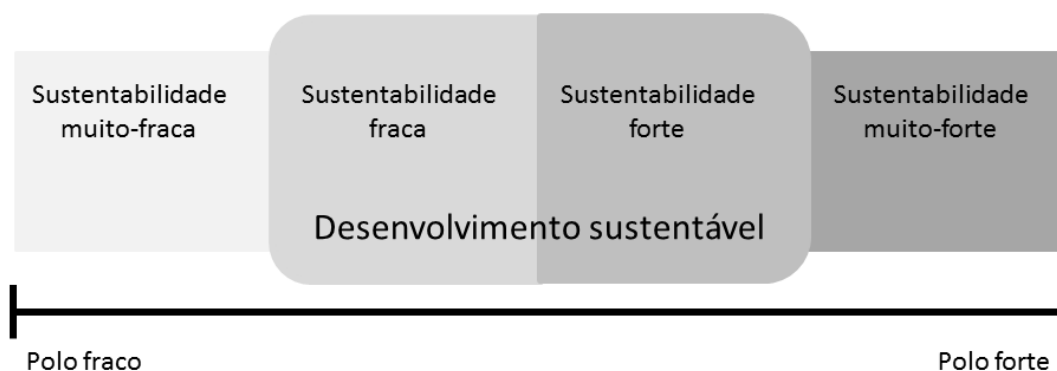 Sustentabilidade
muito-fraca
Sustentabilidade
fraca
Sustentabilidade
forte
Sustentabilidade
muito-forte
Desenvolvimento sustentável
Polo fraco
Polo forte